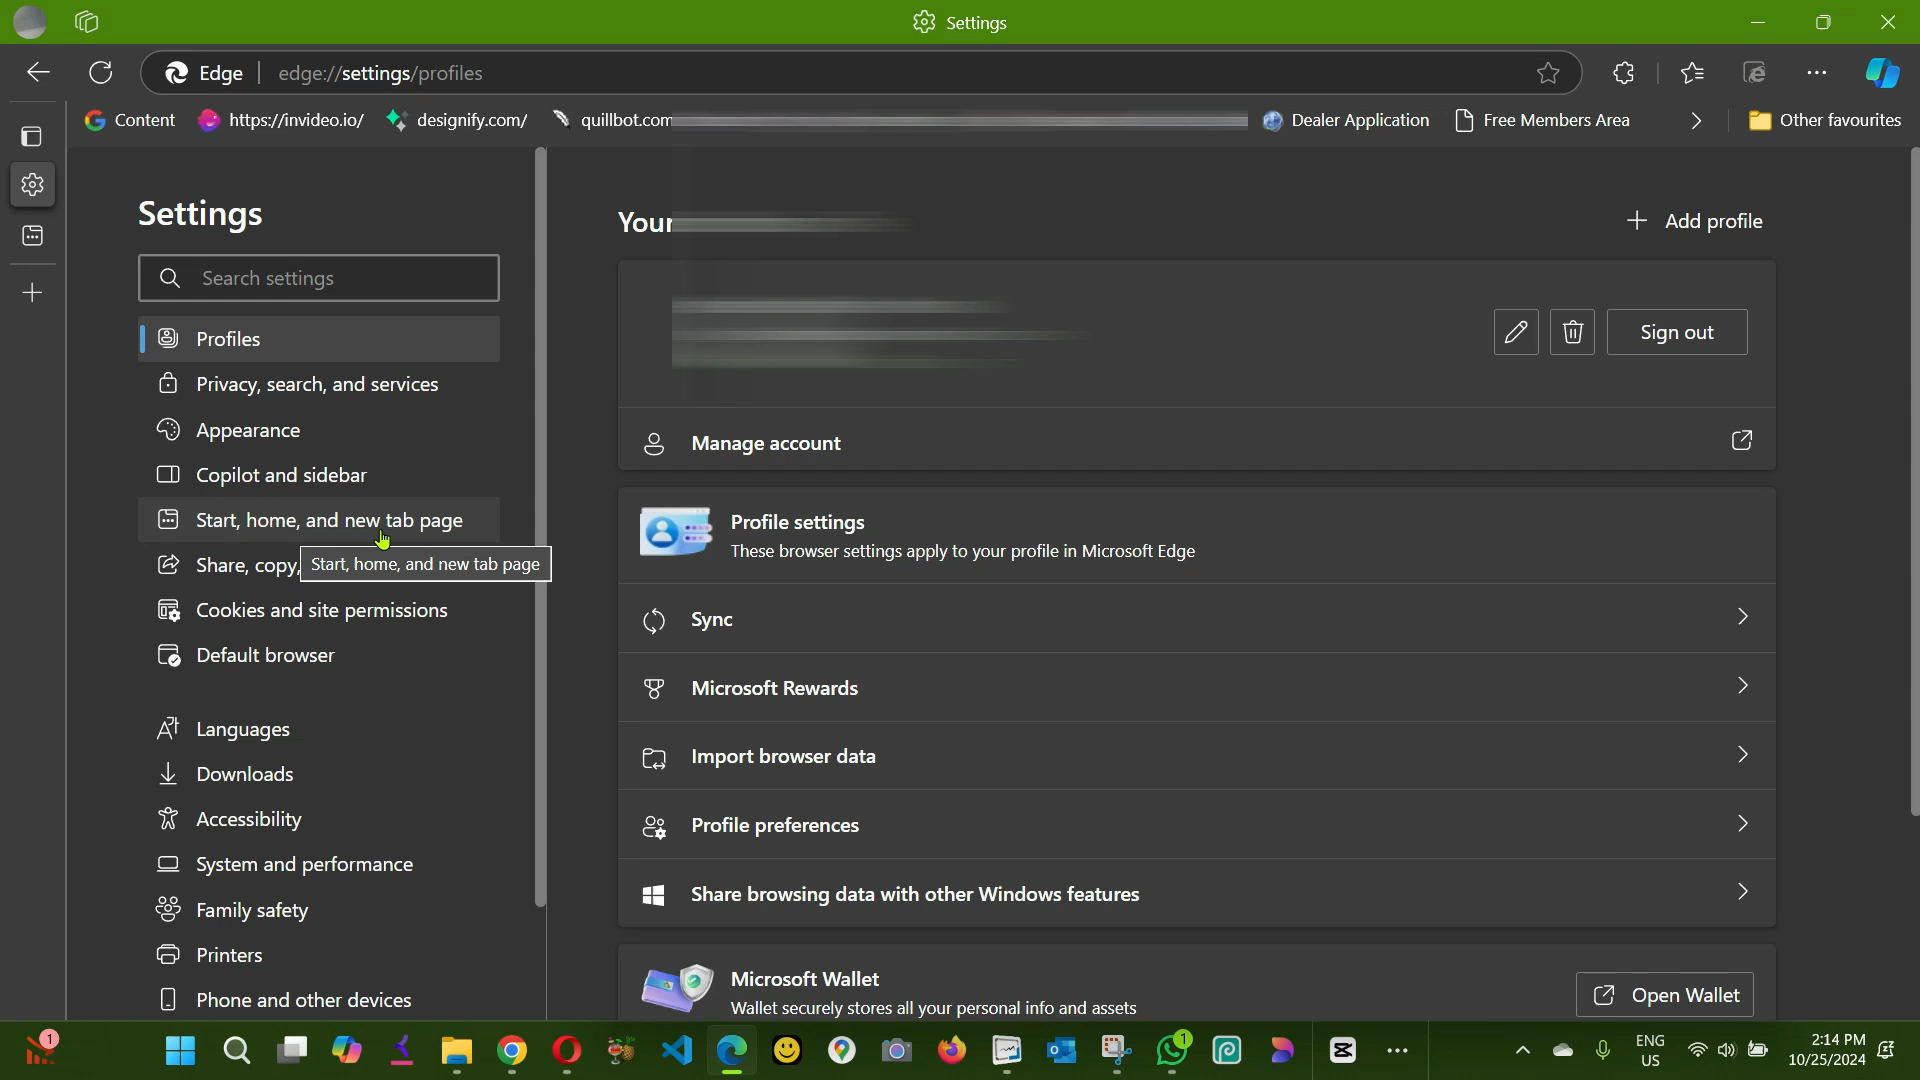 Settings
Edge
edge://settings/profiles
Content
https://invideo.io/
designify.com/
quillbot.com
Dealer Application
Free Members Area
Other favourites
Settings
Search settings
Profiles
Privacy, search, and services
Appearance
Copilot and sidebar
Start, home, and new tab page
Share, copy,
Start, home, and new tab page
Cookies and site permissions
Default browser
Languages
Downloads
Accessibility
System and performance
Family safety
Printers
Phone and other devices
Your
Add profile
Sign out
Manage account
Profile settings
These browser settings apply to your profile in Microsoft Edge
Sync
Microsoft Rewards
Import browser data
Profile preferences
Share browsing data with other Windows features
Microsoft Wallet
Wallet securely stores all your personal info and assets
Open Wallet
1
1
ENG
US
2:14 PM
10/25/2024